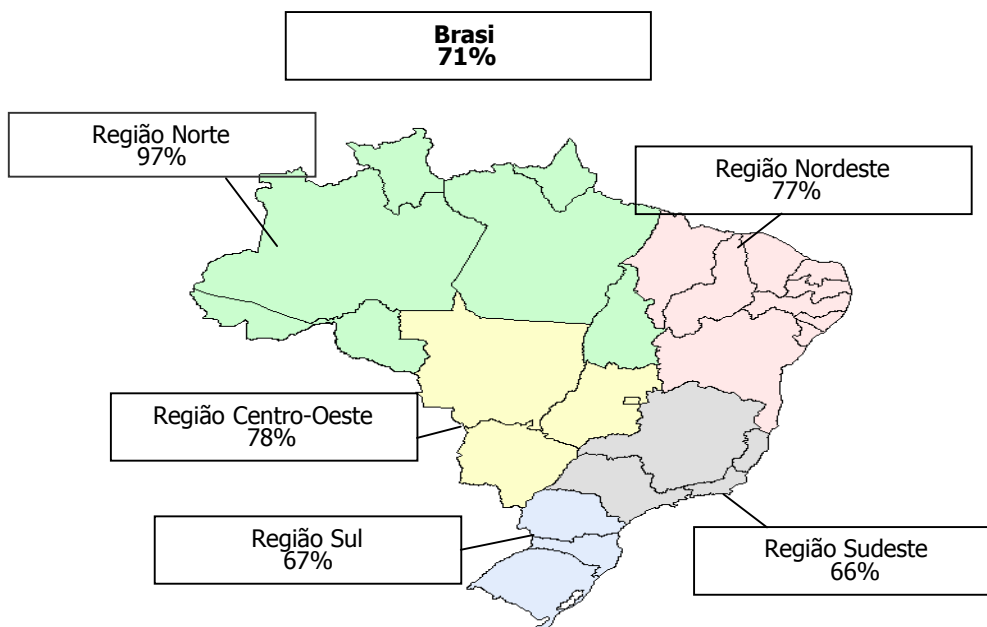 Brasi
71%
Região Norte
97%
Região Nordeste
77%
Região Centro-Oeste
78%
Região Sul
67%
Região Sudeste
66%